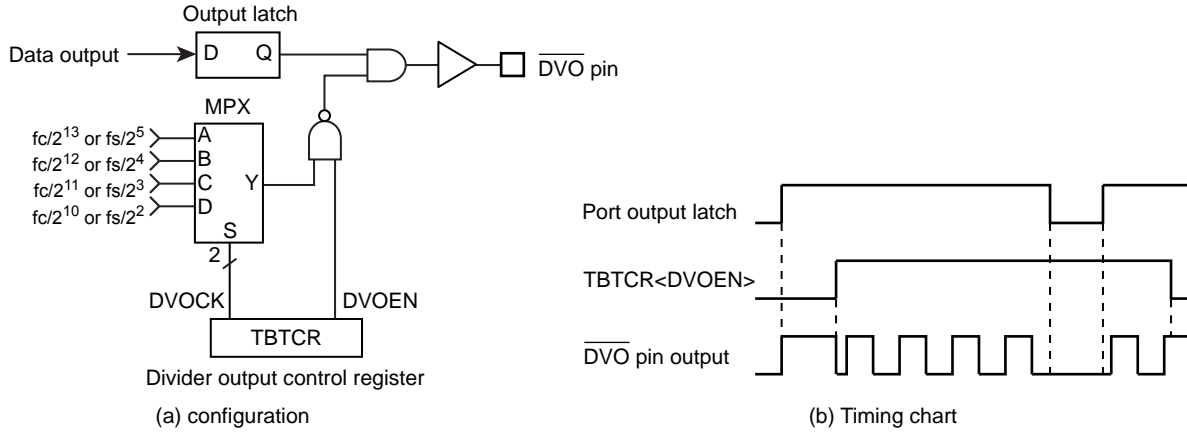 Output latch
Data output
D Q
DVO pin
MPX
fc/2^13 or fs/2^5
A
fc/2^12 or fs/2^4
B
fc/2^11 or fs/2^3
C
Y
fc/2^10 or fs/2^2
D
S
2
DVOCK
DVOEN
TBTCR
Divider output control register
(a) configuration
Port output latch
TBTCR<DVOEN>
DVO pin output
(b) Timing chart